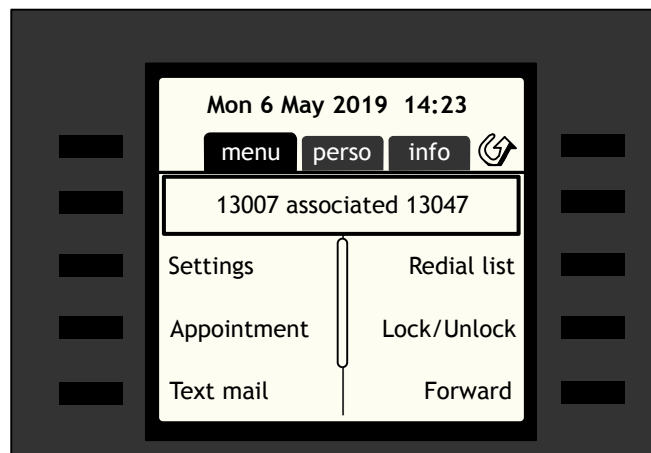 Mon 6 May 2019 14:23
menu perso info
13007 associated 13047
Settings Redial list
Appointment Lock/Unlock
Text mail Forward